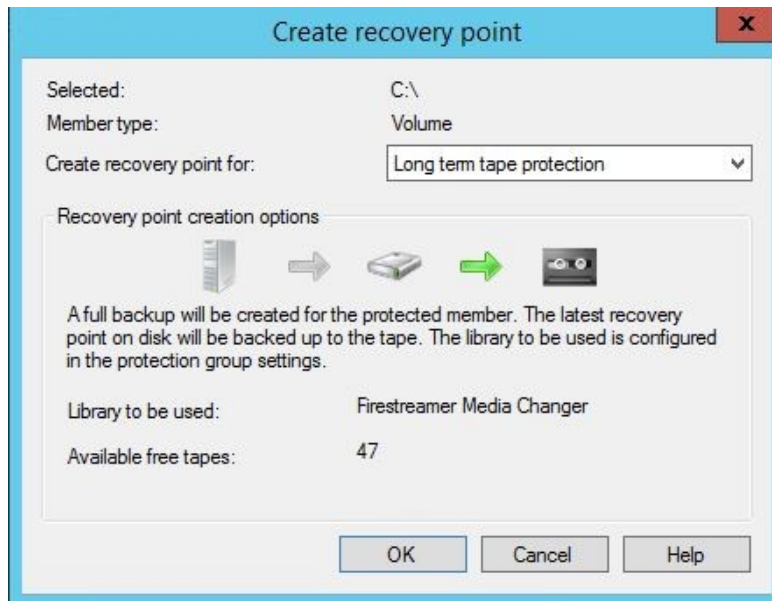 Create recovery point
x
Selected: C:\
Member type: Volume
Create recovery point for: Long term tape protection
Recovery point creation options
A full backup will be created for the protected member. The latest recovery
point on disk will be backed up to the tape. The library to be used is configured
in the protection group settings.
Library to be used: Firestreamer Media Changer
Available free tapes: 47
OK Cancel Help